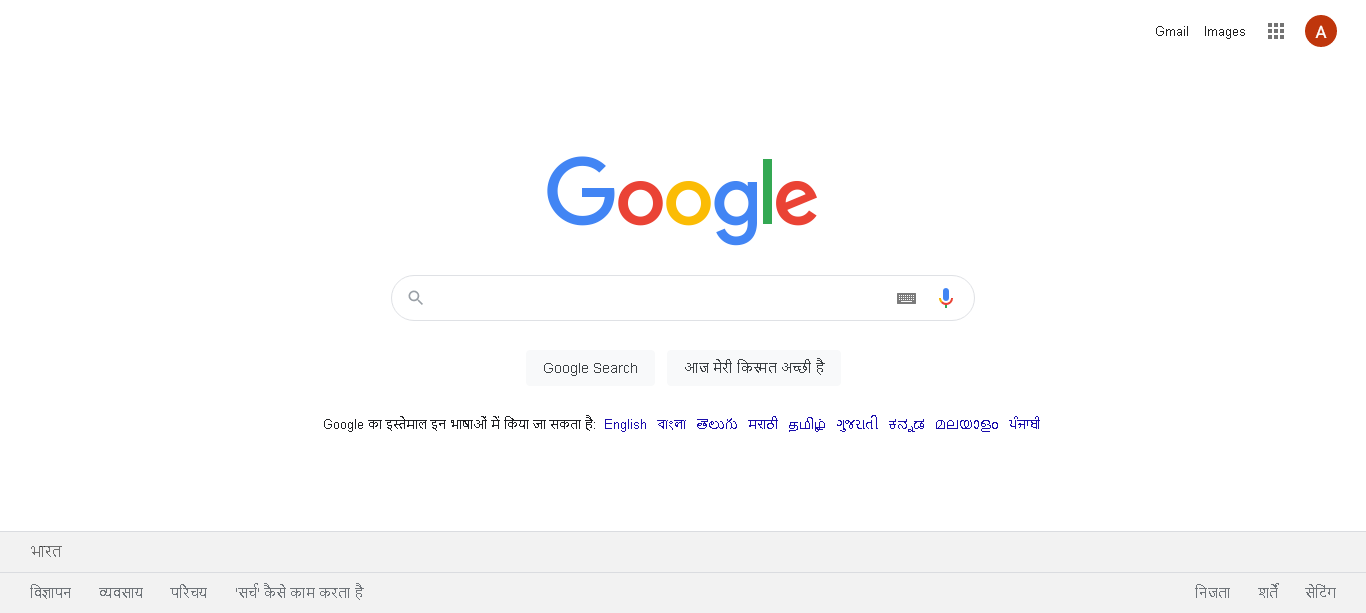 Gmail Images A
Google
Google Search आज मेरी किस्मत अच्छी है
Google का इस्तेमाल इन भाषाओं में किया जा सकता है: English বাংলা తెలుగు मराठी தமிழ் ગુજરાતી ಕನ್ನಡ മലയാളം ਪੰਜਾਬੀ
भारत
विज्ञापन व्यवसाय परिचय 'सर्च' कैसे काम करता है निजता शर्तें सेटिंग